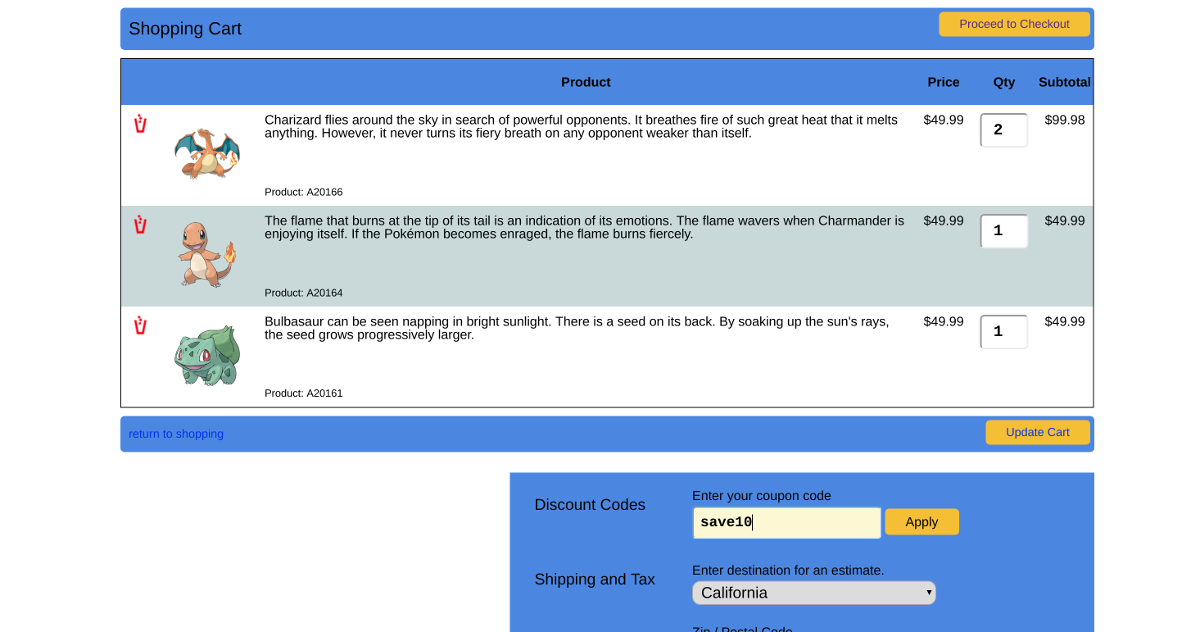 Shopping Cart
Proceed to Checkout
Product Price Qty Subtotal
Charizard flies around the sky in search of powerful opponents. It breathes fire of such great heat that it melts
anything. However, it never turns its fiery breath on any opponent weaker than itself.
$49.99
2
$99.98
Product: A20166
The flame that burns at the tip of its tail is an indication of its emotions. The flame wavers when Charmander is
enjoying itself. If the Pokémon becomes enraged, the flame burns fiercely.
$49.99
1
$49.99
Product: A20164
Bulbasaur can be seen napping in bright sunlight. There is a seed on its back. By soaking up the sun's rays,
the seed grows progressively larger.
$49.99
1
$49.99
Product: A20161
return to shopping
Update Cart
Discount Codes
Enter your coupon code
save10
Apply
Shipping and Tax
Enter destination for an estimate.
California
Zip / Postal Code